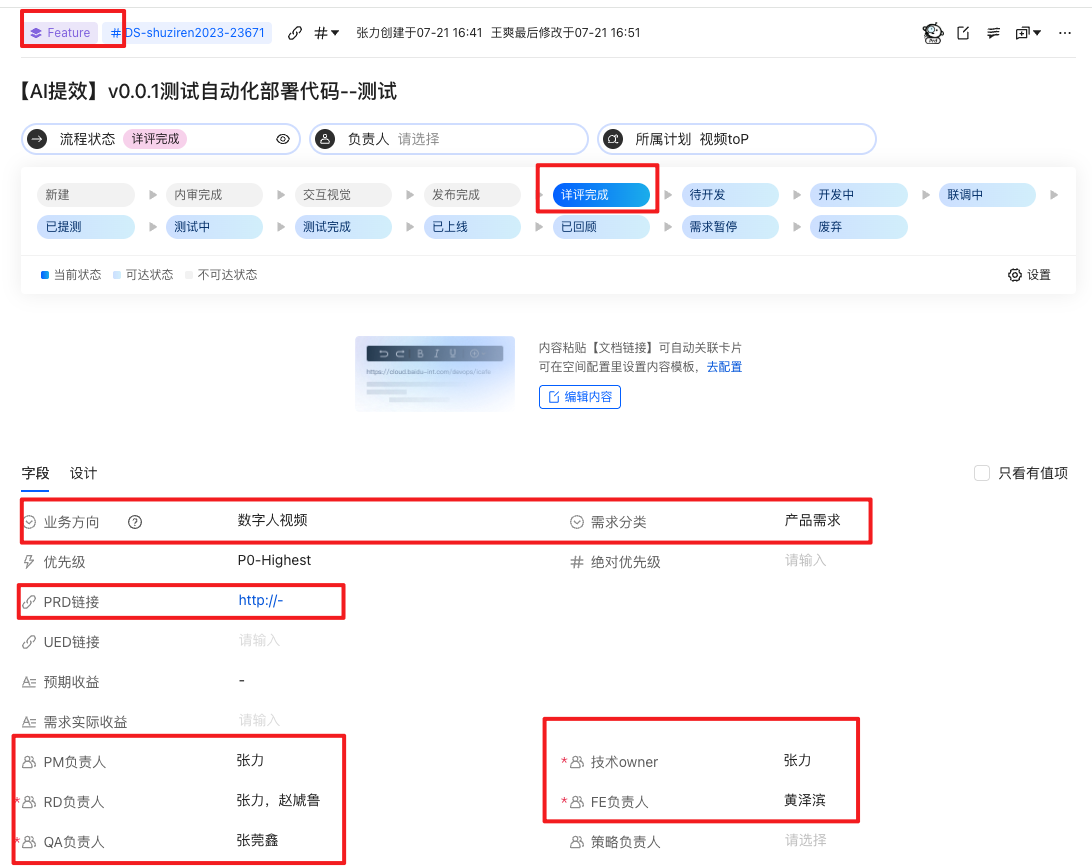 Feature #DS-shuziren2023-23671 # 张力创建于07-21 16:41 王爽最后修改于07-21 16:51
【AI提效】v0.0.1测试自动化部署代码--测试
流程状态 详评完成 负责人 请选择 所属计划 视频toP
新建 内审完成 交互视觉 发布完成 详评完成 待开发 开发中 联调中
已提测 测试中 测试完成 已上线 已回顾 需求暂停 废弃
当前状态 可达状态 不可达状态 设置
内容粘贴【文档链接】可自动关联卡片
可在空间配置里设置内容模板，去配置
编辑内容
字段 设计 只看有值项
业务方向 ? 数字人视频 需求分类 产品需求
优先级 P0-Highest 绝对优先级 请输入
PRD链接 http://-
UED链接 请输入
预期收益 -
需求实际收益 请输入
PM负责人 张力 *技术owner 张力
*RD负责人 张力，赵虓鲁 *FE负责人 黄泽滨
*QA负责人 张莞鑫 策略负责人 请选择